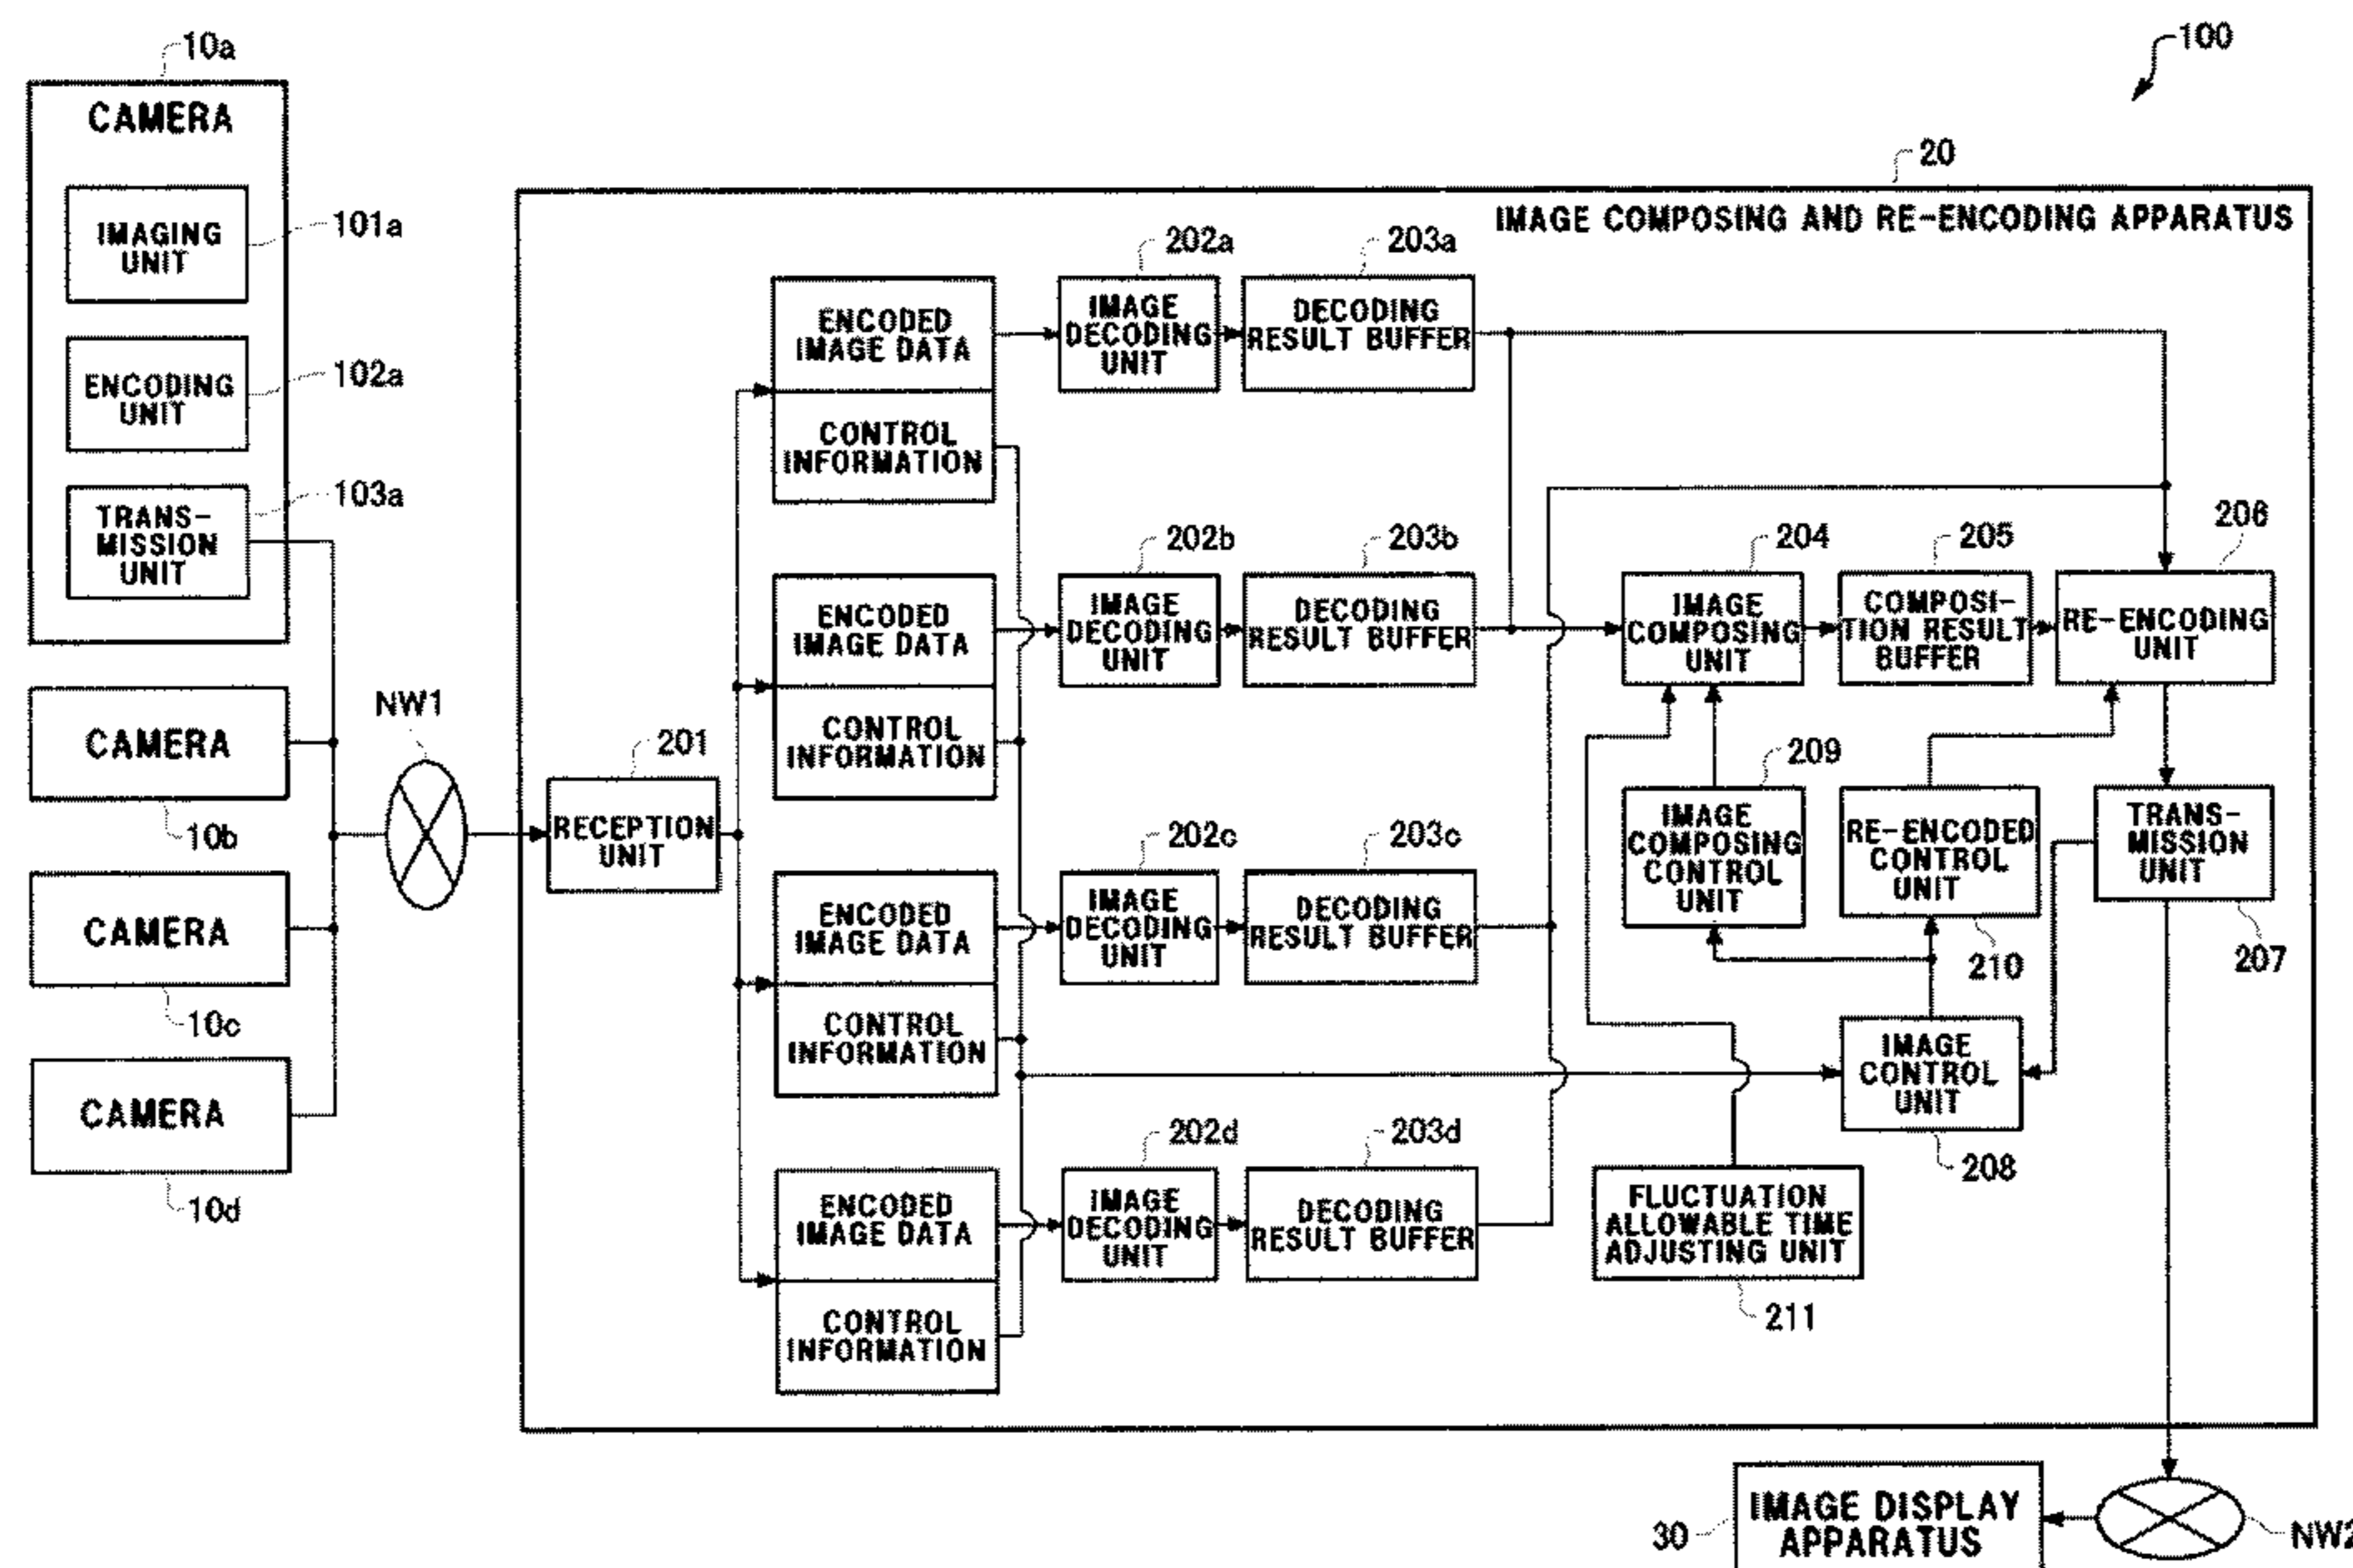 10a
100
CAMERA
IMAGING
UNIT
101a
ENCODING
UNIT
102a
TRANS-
MISSION
UNIT
103a
CAMERA
10b
CAMERA
10c
CAMERA
10d
NW1
20
IMAGE COMPOSING AND RE-ENCODING APPARATUS
201
RECEPTION
UNIT
ENCODED
IMAGE DATA
CONTROL
INFORMATION
202a
IMAGE
DECODING
UNIT
203a
DECODING
RESULT BUFFER
ENCODED
IMAGE DATA
CONTROL
INFORMATION
202b
IMAGE
DECODING
UNIT
203b
DECODING
RESULT BUFFER
204
IMAGE
COMPOSING
UNIT
205
COMPOSI-
TION RESULT
BUFFER
206
RE-ENCODING
UNIT
ENCODED
IMAGE DATA
CONTROL
INFORMATION
202c
IMAGE
DECODING
UNIT
203c
DECODING
RESULT BUFFER
209
IMAGE
COMPOSING
CONTROL
UNIT
RE-ENCODED
CONTROL
UNIT
210
TRANS-
MISSION
UNIT
207
IMAGE
CONTROL
UNIT
208
ENCODED
IMAGE DATA
CONTROL
INFORMATION
202d
IMAGE
DECODING
UNIT
203d
DECODING
RESULT BUFFER
FLUCTUATION
ALLOWABLE TIME
ADJUSTING UNIT
211
30
IMAGE DISPLAY
APPARATUS
NW2